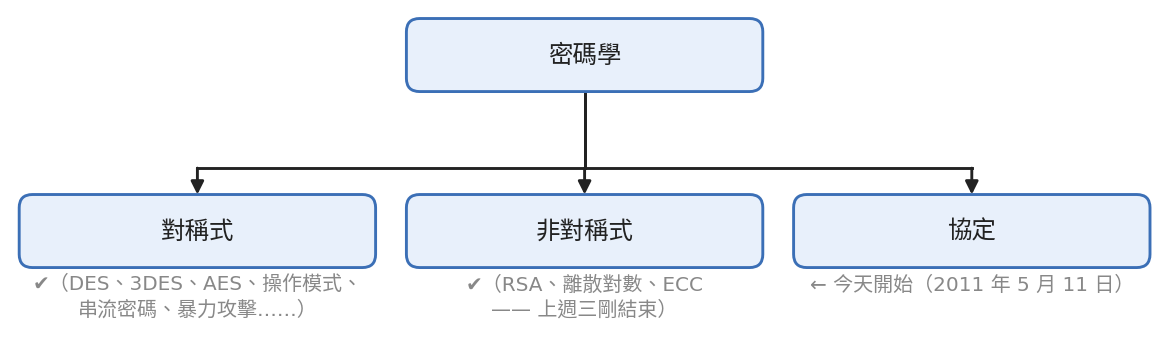 密碼學
對稱式
非對稱式
協定
✔（DES、3DES、AES、操作模式、
串流密碼、暴力攻擊……）
✔（RSA、離散對數、ECC
—— 上週三剛結束）
← 今天開始（2011 年 5 月 11 日）